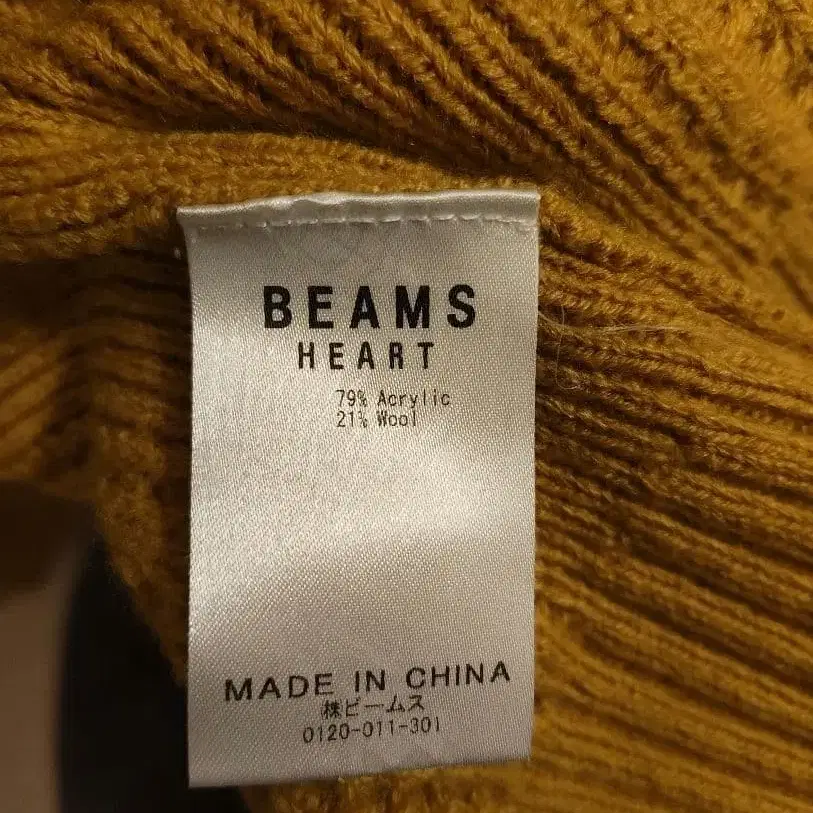 BEAMS
HEART
79% Acrylic
21% Wool
MADE IN CHINA
㈱ビームス
0120-011-301